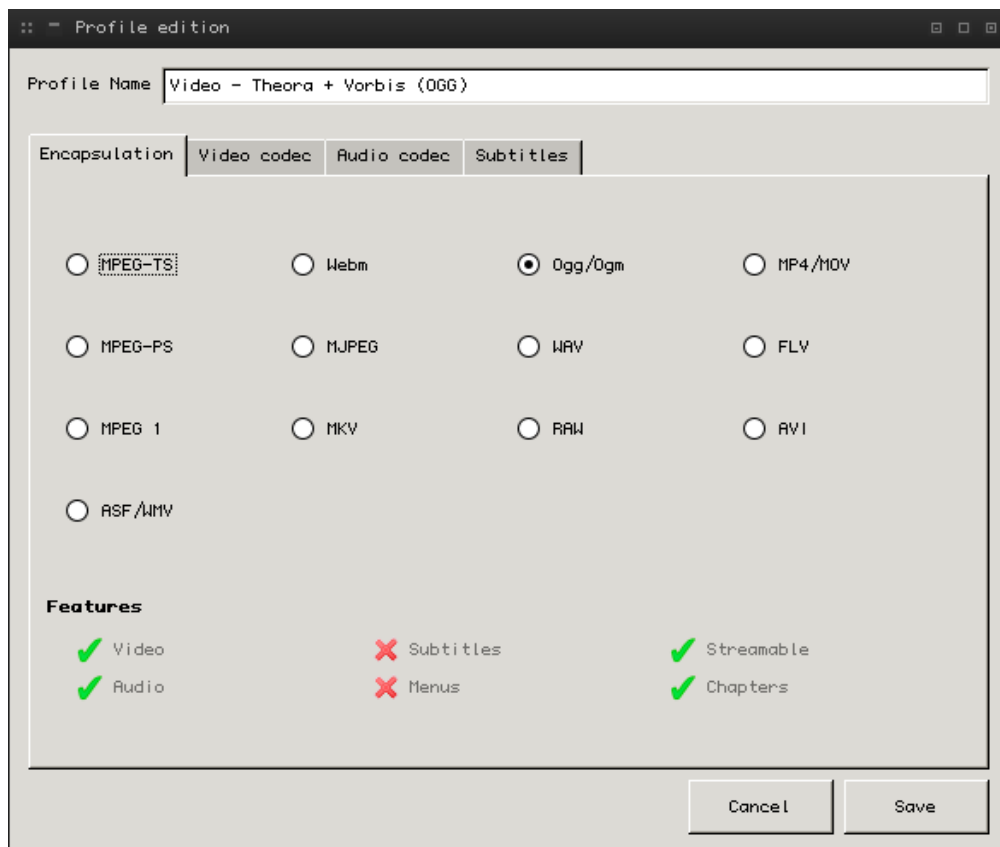 Profile edition
Profile Name Video - Theora + Vorbis (OGG)
Encapsulation Video codec Audio codec Subtitles
MPEG-TS Webm Ogg/Ogm MP4/MOV
MPEG-PS MJPEG WAV FLV
MPEG 1 MKV RAW AVI
ASF/WMV
Features
Video Subtitles Streamable
Audio Menus Chapters
Cancel Save